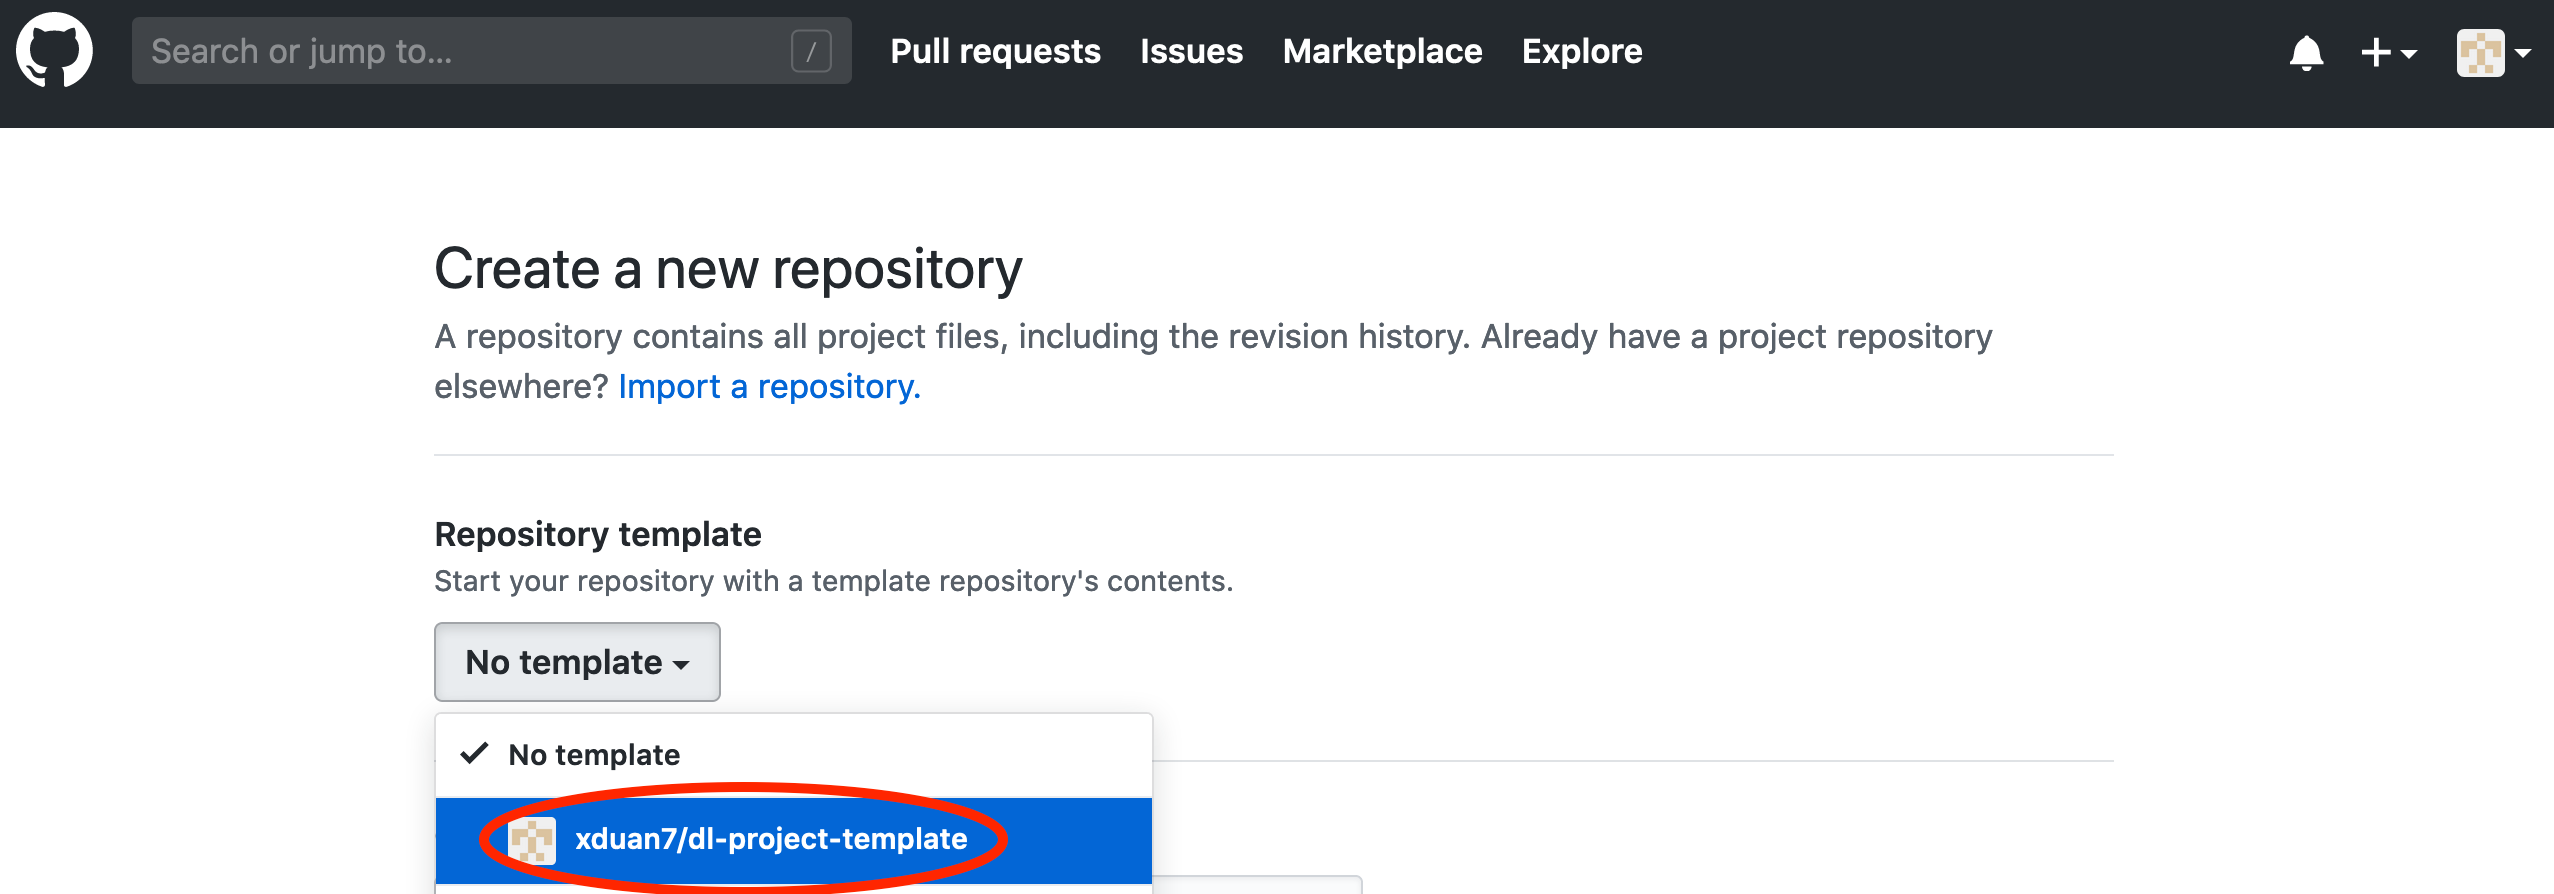 Search or jump to... /
Pull requests Issues Marketplace Explore
Create a new repository
A repository contains all project files, including the revision history. Already have a project repository
elsewhere? Import a repository.
Repository template
Start your repository with a template repository's contents.
No template
No template
xduan7/dl-project-template